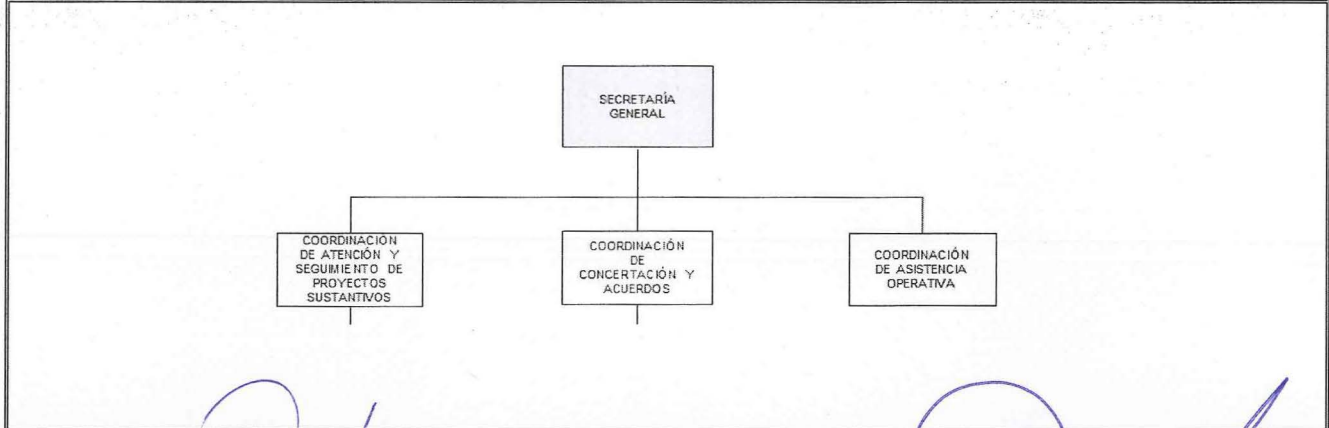 SECRETARÍA
GENERAL
COORDINACIÓN
DE ATENCIÓN Y
SEGUIMIENTO DE
PROYECTOS
SUSTANTIVOS
COORDINACIÓN
DE
CONCERTACIÓN Y
ACUERDOS
COORDINACIÓN
DE ASISTENCIA
OPERATIVA